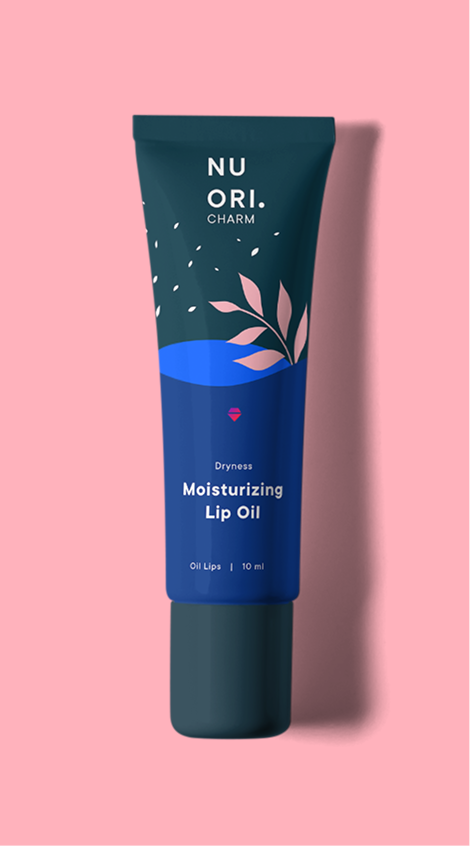 NU
ORI.
CHARM
Dryness
Moisturizing
Lip Oil
Oil Lips | 10 ml